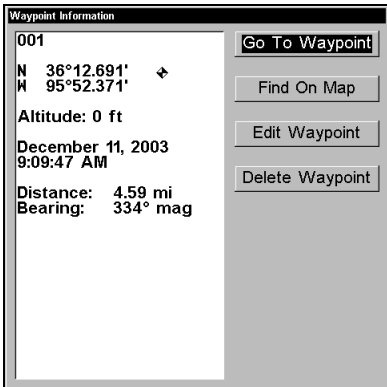 Waypoint Information
001
N 36°12.691'
W 95°52.371'
Altitude: 0 ft
December 11, 2003
9:09:47 AM
Distance: 4.59 mi
Bearing: 334° mag
Go To Waypoint
Find On Map
Edit Waypoint
Delete Waypoint